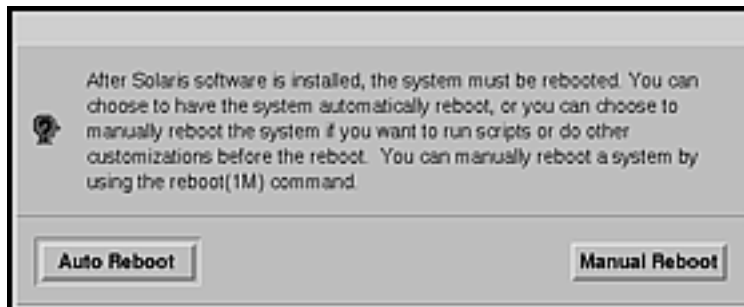 After Solaris software is installed, the system must be rebooted. You can
choose to have the system automatically reboot, or you can choose to
manually reboot the system if you want to run scripts or do other
customizations before the reboot. You can manually reboot a system by
using the reboot(1M) command.
Auto Reboot
Manual Reboot